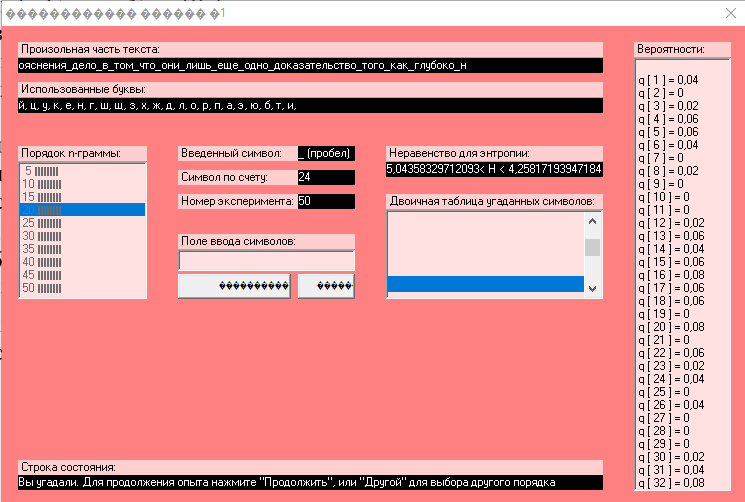 ������������� ������ �1
Произольная часть текста:
ояснения_дело_в_том_что_они_лишь_еще_одно_доказательство_того_как_глубоко_н
Использованные буквы:
й, ц, у, к, е, н, г, ш, щ, з, х, ж, д, л, о, р, п, а, э, ю, б, т, и,
Порядок n-граммы:
5 ||||||||
10 ||||||||
15 ||||||||
20 ||||||||
25 ||||||||
30 ||||||||
35 ||||||||
40 ||||||||
45 ||||||||
50 ||||||||
Введенный символ: _ (пробел)
Символ по счету: 24
Номер эксперимента: 50
Поле ввода символов:
���������� �����
Неравенство для энтропии:
5,04358329712093< H < 4,25817193947184
Двоичная таблица угаданных символов:
Вероятности:
q [ 1 ] = 0,04
q [ 2 ] = 0
q [ 3 ] = 0,02
q [ 4 ] = 0,06
q [ 5 ] = 0,06
q [ 6 ] = 0,04
q [ 7 ] = 0
q [ 8 ] = 0,02
q [ 9 ] = 0
q [ 10 ] = 0
q [ 11 ] = 0
q [ 12 ] = 0,02
q [ 13 ] = 0,06
q [ 14 ] = 0,04
q [ 15 ] = 0,06
q [ 16 ] = 0,08
q [ 17 ] = 0,06
q [ 18 ] = 0,06
q [ 19 ] = 0
q [ 20 ] = 0,08
q [ 21 ] = 0
q [ 22 ] = 0,06
q [ 23 ] = 0,02
q [ 24 ] = 0,04
q [ 25 ] = 0
q [ 26 ] = 0,04
q [ 27 ] = 0
q [ 28 ] = 0
q [ 29 ] = 0
q [ 30 ] = 0,02
q [ 31 ] = 0,04
q [ 32 ] = 0,08
Строка состояния:
Вы угадали. Для продолжения опыта нажмите "Продолжить", или "Другой" для выбора другого порядка